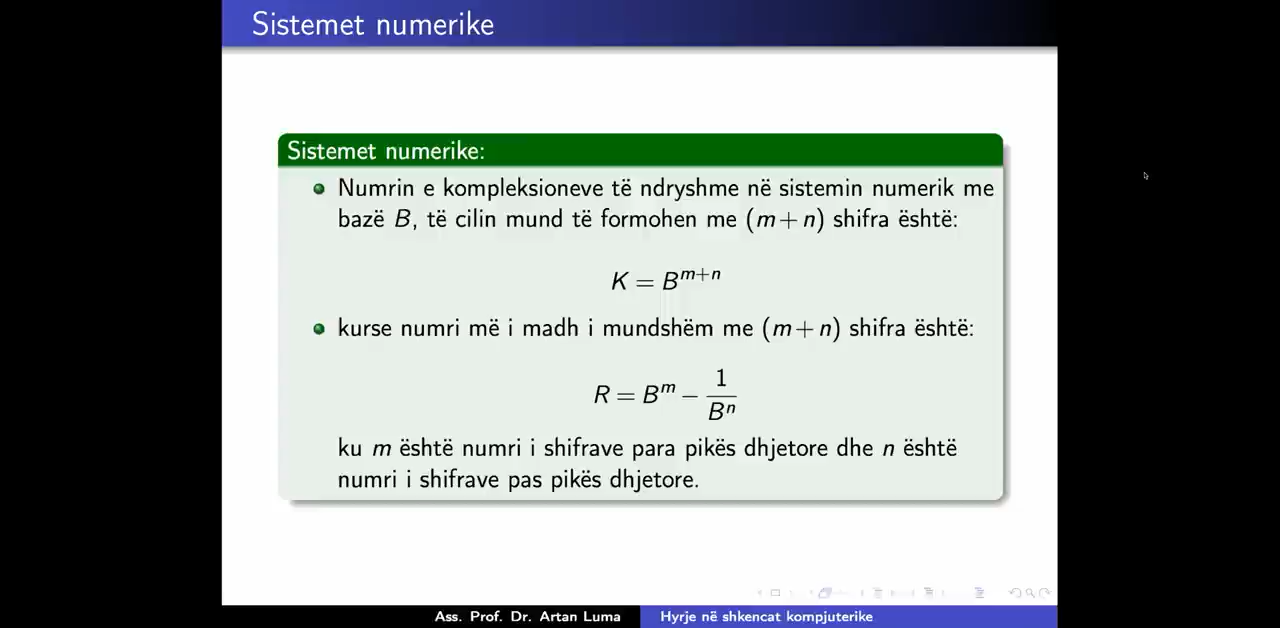 Sistemet numerike
Sistemet numerike:
Numrin e kompleksioneve të ndryshme në sistemin numerik me
bazë B, të cilin mund të formohen me (m + n) shifra është:
K = B^{m+n}
kurse numri më i madh i mundshëm me (m + n) shifra është:
R = B^m − \frac{1}{B^n}
ku m është numri i shifrave para pikës dhjetore dhe n është
numri i shifrave pas pikës dhjetore.
Ass. Prof. Dr. Artan Luma
Hyrje në shkencat kompjuterike